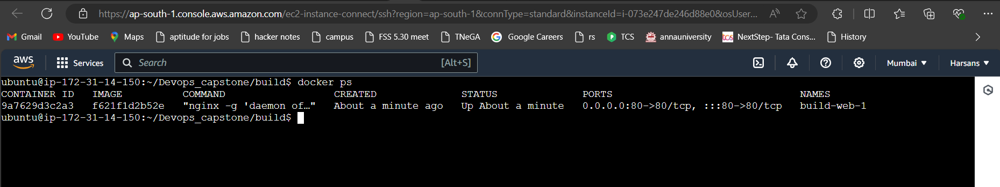 https://ap-south-1.console.aws.amazon.com/ec2-instance-connect/ssh?region=ap-south-1&connType=standard&instanceId=i-073e247de246d88e0&osUser...
Gmail YouTube Maps aptitude for jobs hacker notes campus FSS 5.30 meet TNeGA Google Careers rs TCS annauniversity NextStep- Tata Cons... History
aws Services Search [Alt+S] Mumbai Harsans
ubuntu@ip-172-31-14-150:~/Devops_capstone/build$ docker ps
CONTAINER ID IMAGE COMMAND CREATED STATUS PORTS NAMES
9a7629d3c2a3 f621f1d2b52e "nginx -g 'daemon of…" About a minute ago Up About a minute 0.0.0.0:80->80/tcp, :::80->80/tcp build-web-1
ubuntu@ip-172-31-14-150:~/Devops_capstone/build$